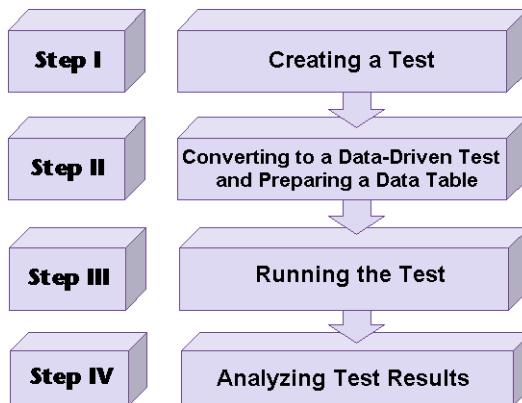 Step I
Creating a Test
Step II
Converting to a Data-Driven Test
and Preparing a Data Table
Step III
Running the Test
Step IV
Analyzing Test Results